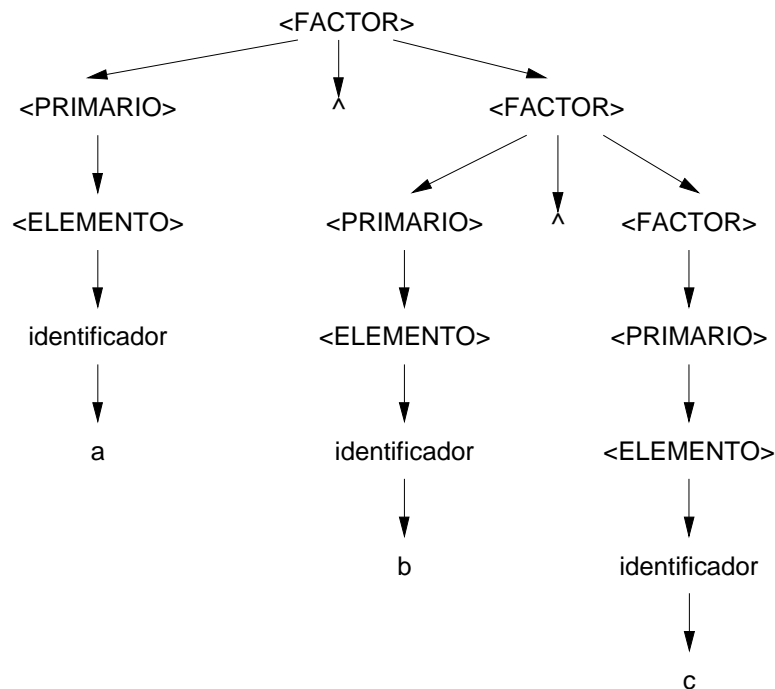 <FACTOR>
<PRIMARIO> ^ <FACTOR>
<ELEMENTO> <PRIMARIO> ^ <FACTOR>
identificador <ELEMENTO> <PRIMARIO>
a identificador <ELEMENTO>
b identificador
c